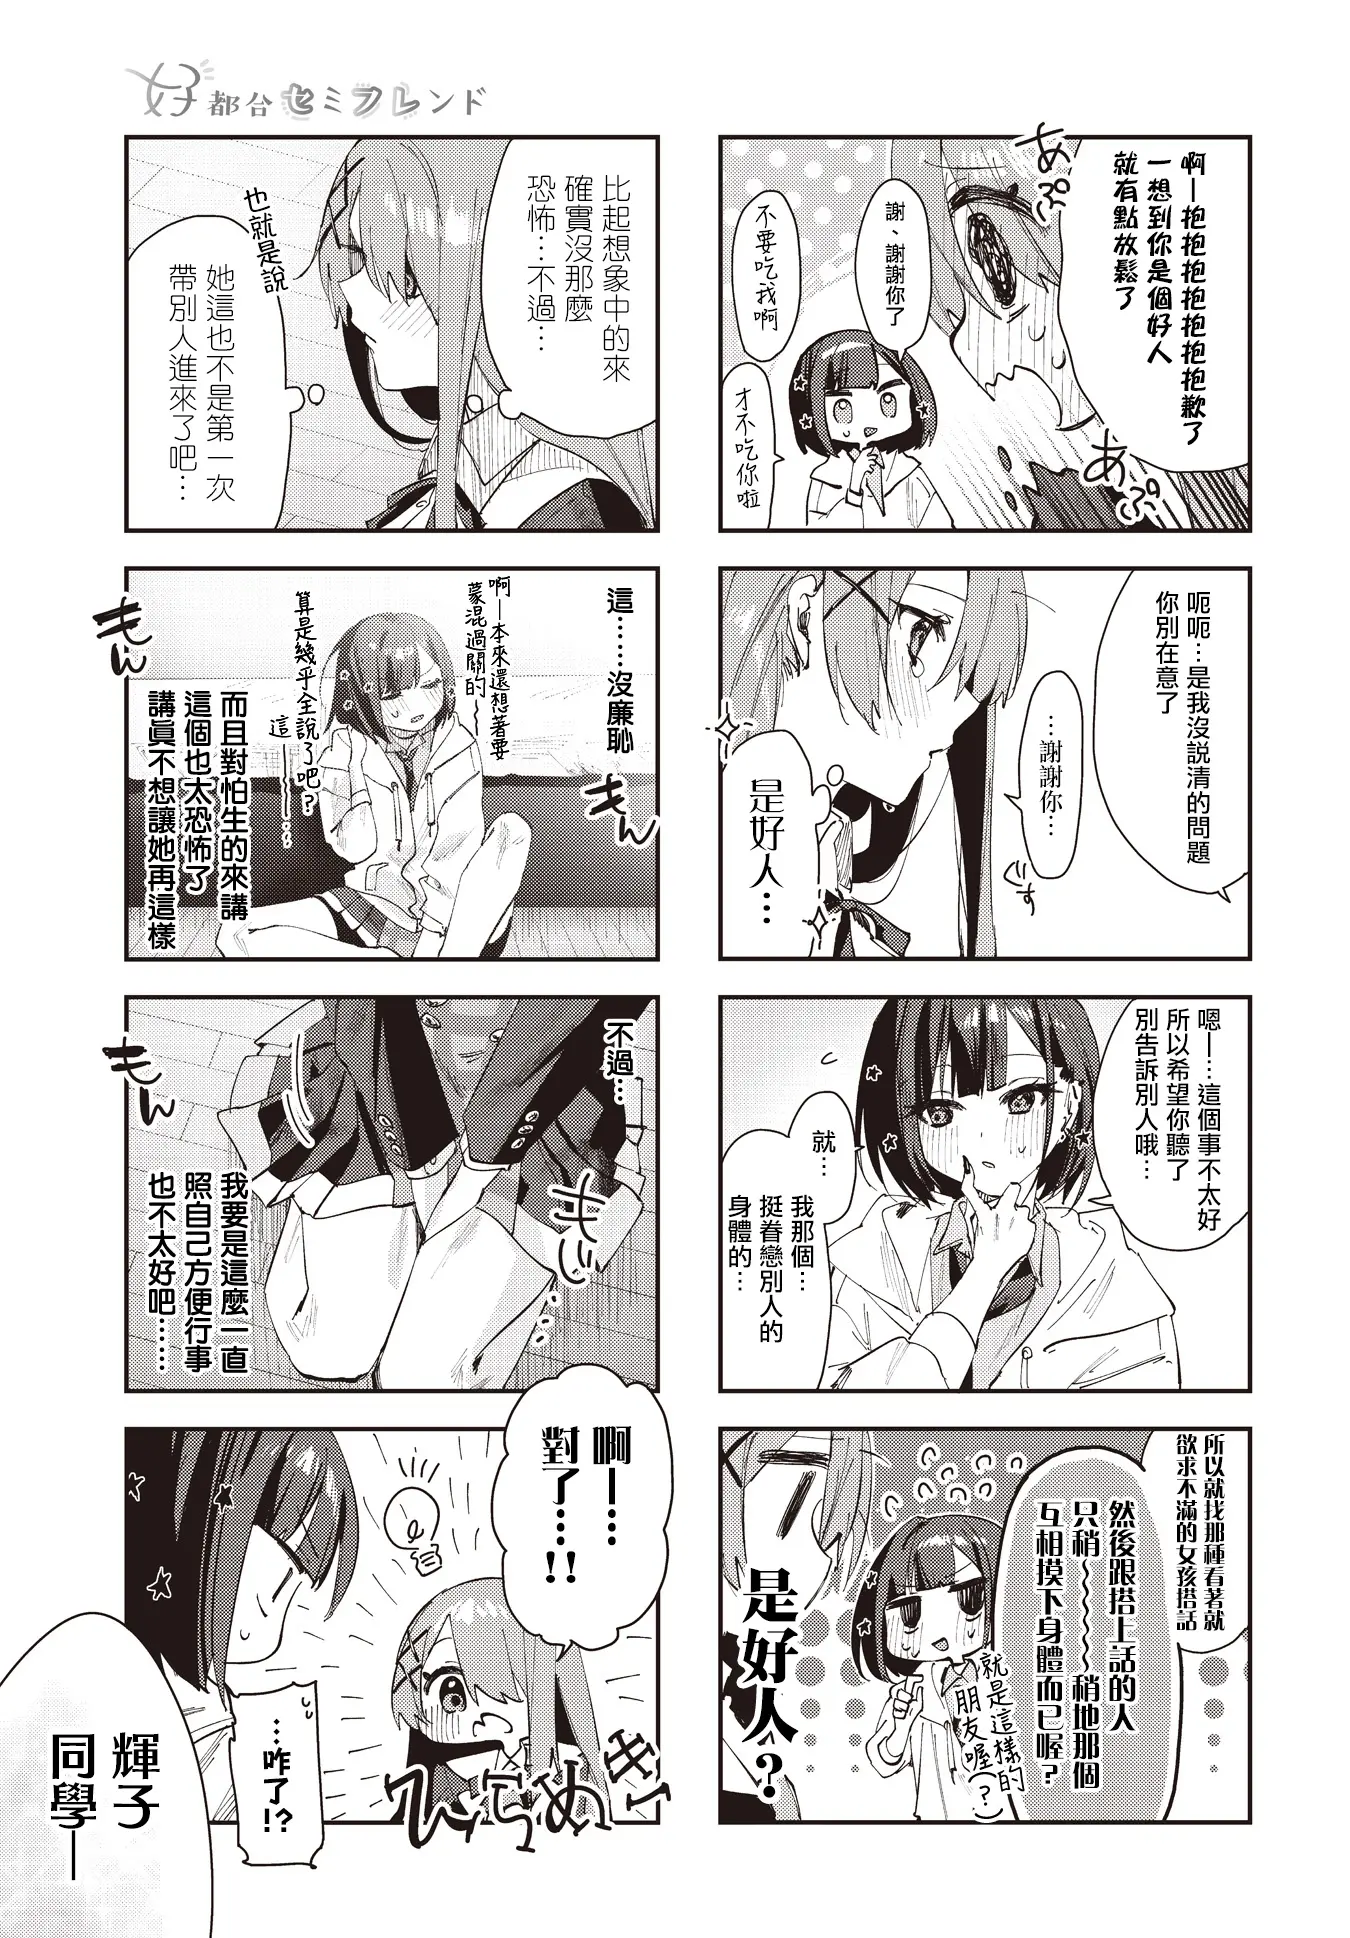 好都合セミフレンド
啊—抱抱抱抱抱抱抱歉了
一想到你是個好人
就有點放鬆了
あぷ
あぷ
謝、謝謝你了
不要吃我啊
才不吃你啦
呃呃…是我沒說清的問題
你別在意了
…謝謝你…
ぐす
是好人…
嗯—…這個事不太好
所以希望你聽了
別告訴別人哦…
就…
我那個…
挺眷戀別人的
身體的…
所以就找那種看著就
欲求不滿的女孩搭話
然後跟搭上話的人
只稍～～～～稍地那個
互相摸下身體而已喔？
就是這樣的
朋友喔(？)
是好人？
比起想象中的來
確實沒那麼
恐怖…不過…
也就是說
她這也不是第一次
帶別人進來了吧…
這……沒廉恥
啊—本來還想著要
蒙混過關的～
算是幾乎全說了吧？
這～～……
もん
もん
而且對怕生的來講
這個也太恐怖了
講真不想讓她再這樣
不過…
もん
もじ
我要是這麼一直
照自己方便行事
也不太好吧……
啊—…
對了…!!
ひらめき
…咋了!?
輝子
同學—